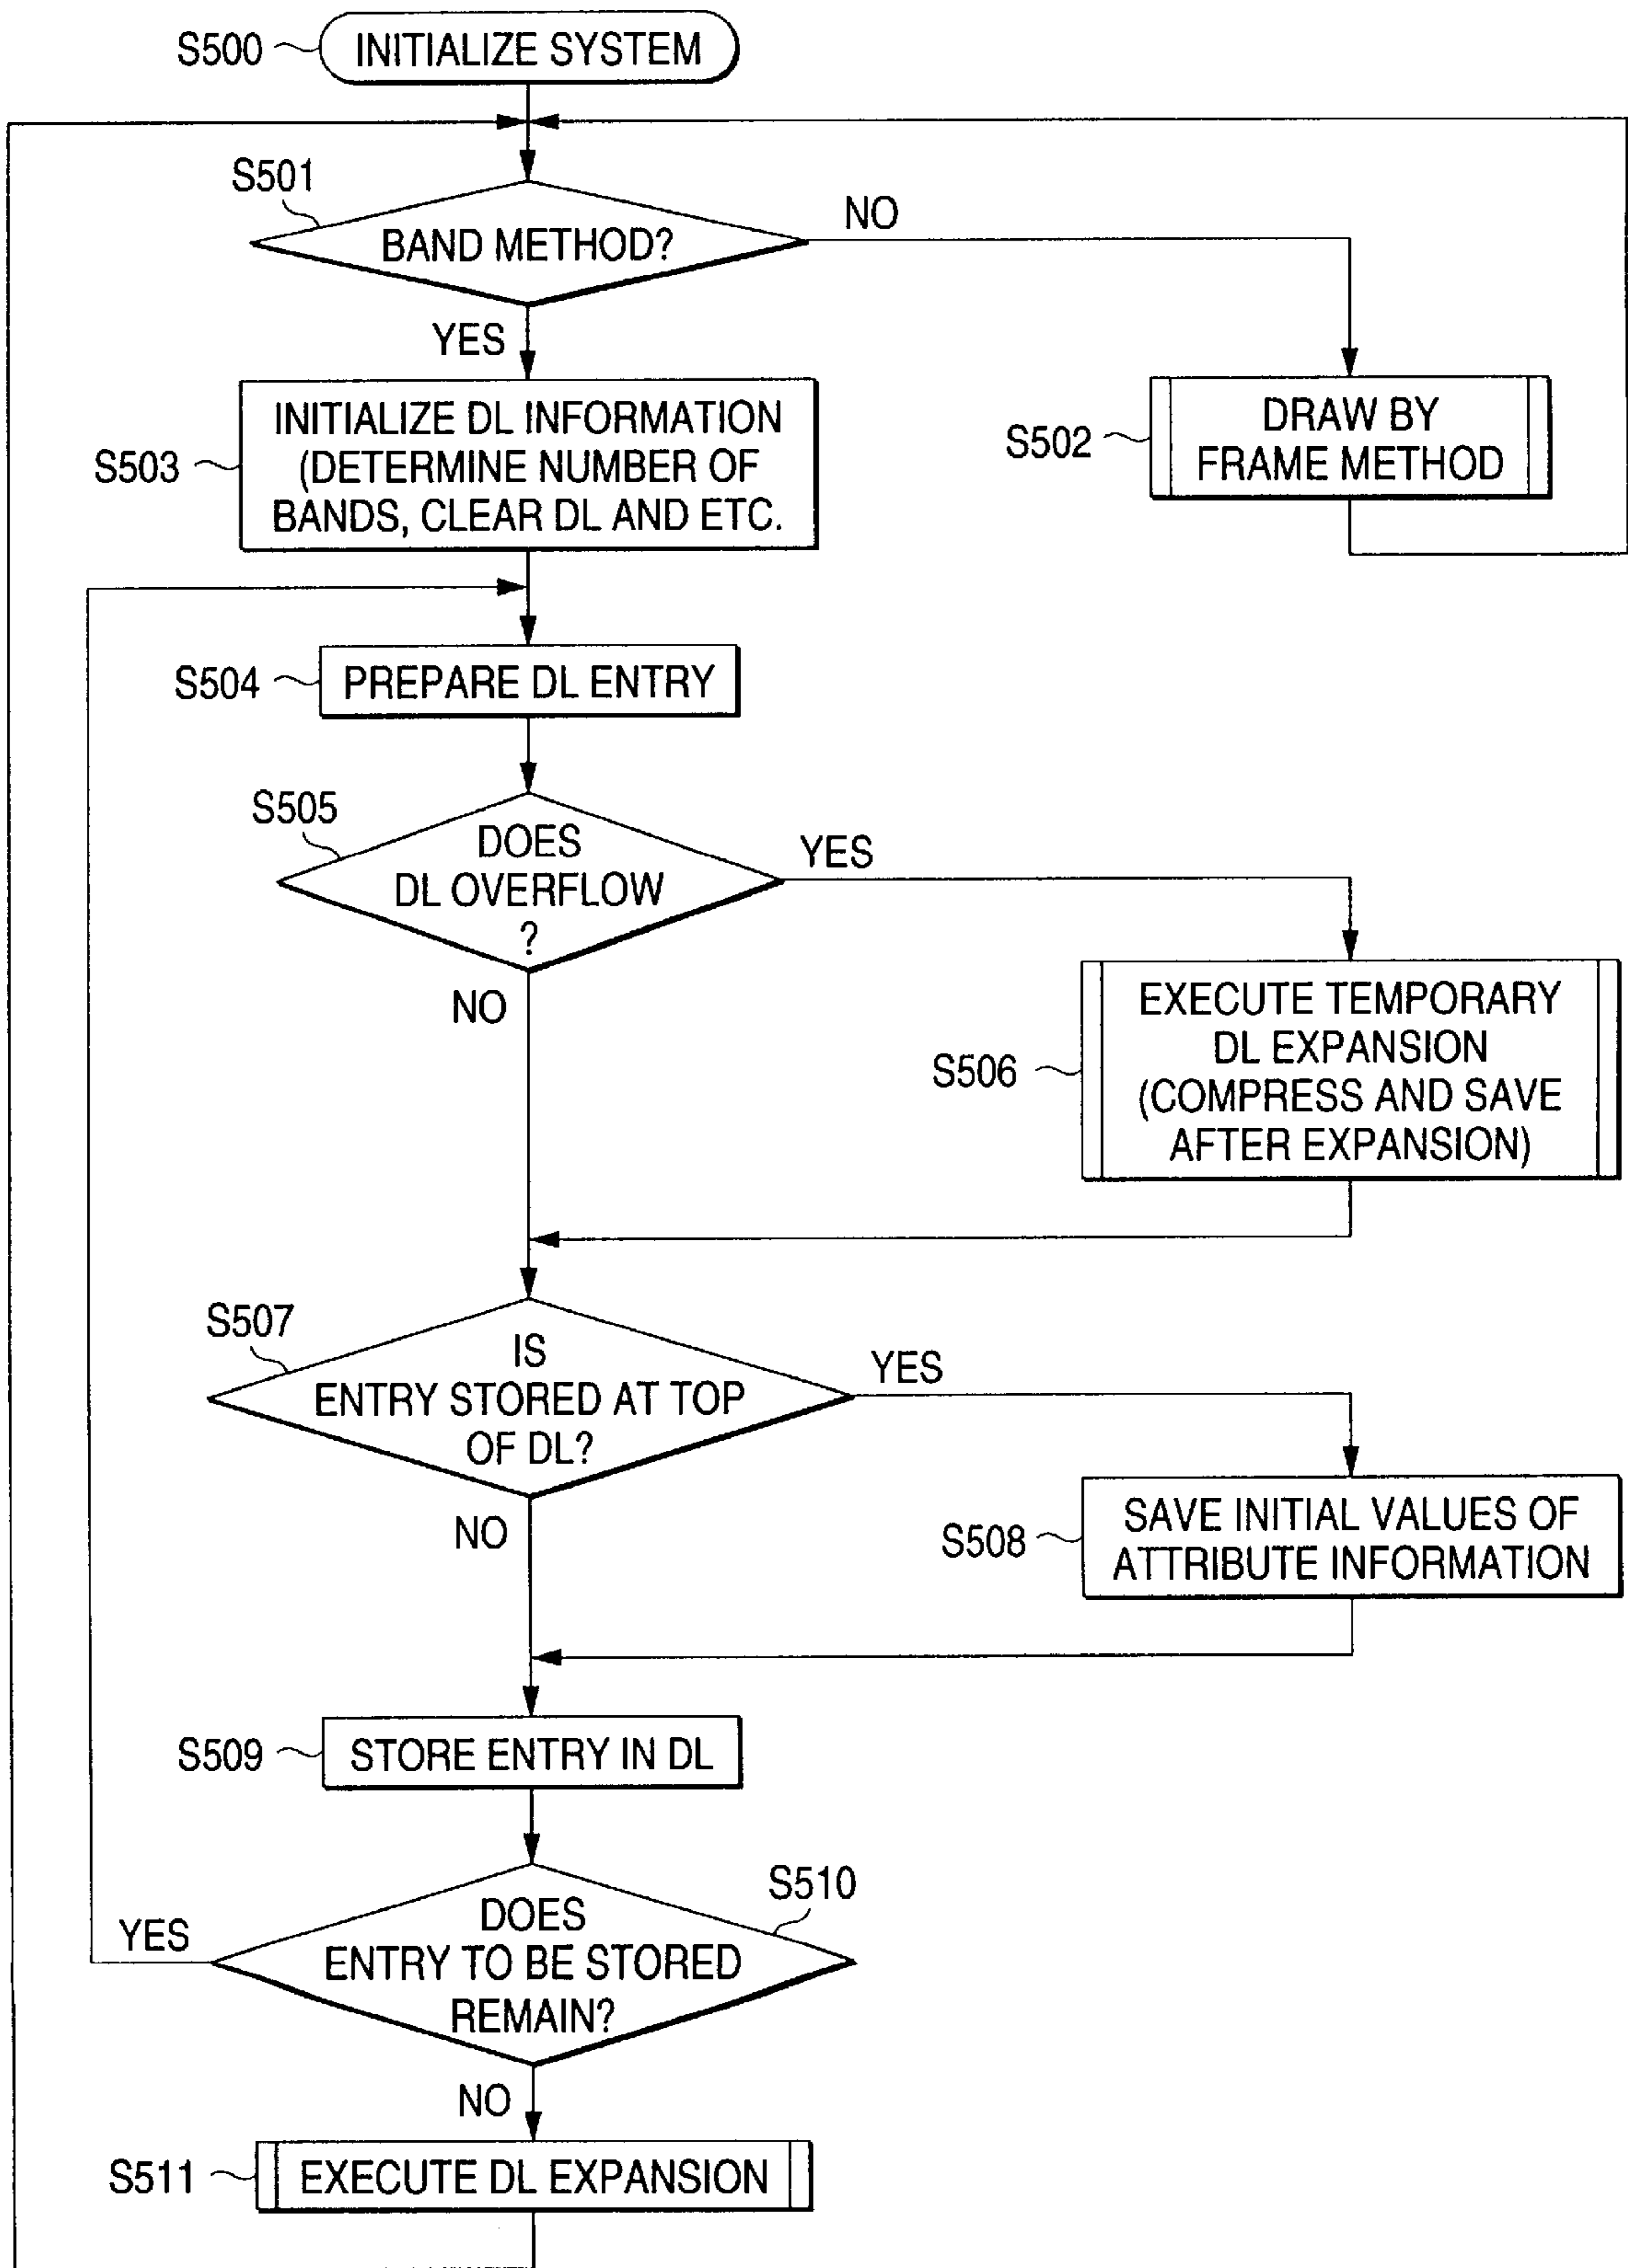 S500
INITIALIZE SYSTEM
S501
BAND METHOD?
NO
YES
S502
DRAW BY
FRAME METHOD
S503
INITIALIZE DL INFORMATION
(DETERMINE NUMBER OF
BANDS, CLEAR DL AND ETC.
S504
PREPARE DL ENTRY
S505
DOES
DL OVERFLOW
?
YES
NO
S506
EXECUTE TEMPORARY
DL EXPANSION
(COMPRESS AND SAVE
AFTER EXPANSION)
S507
IS
ENTRY STORED AT TOP
OF DL?
YES
NO
S508
SAVE INITIAL VALUES OF
ATTRIBUTE INFORMATION
S509
STORE ENTRY IN DL
S510
DOES
ENTRY TO BE STORED
REMAIN?
YES
NO
S511
EXECUTE DL EXPANSION